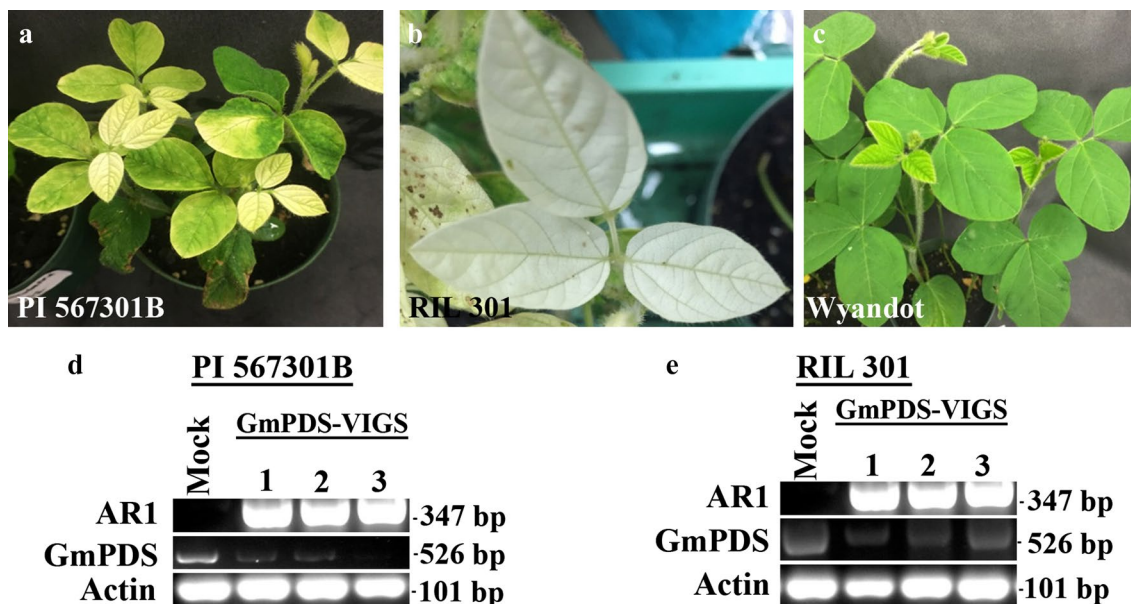 a
PI 567301B
b
RIL 301
c
Wyandot
d
PI 567301B
Mock
GmPDS-VIGS
1 2 3
AR1 -347 bp
GmPDS -526 bp
Actin -101 bp
e
RIL 301
Mock
GmPDS-VIGS
1 2 3
AR1 -347 bp
GmPDS -526 bp
Actin -101 bp